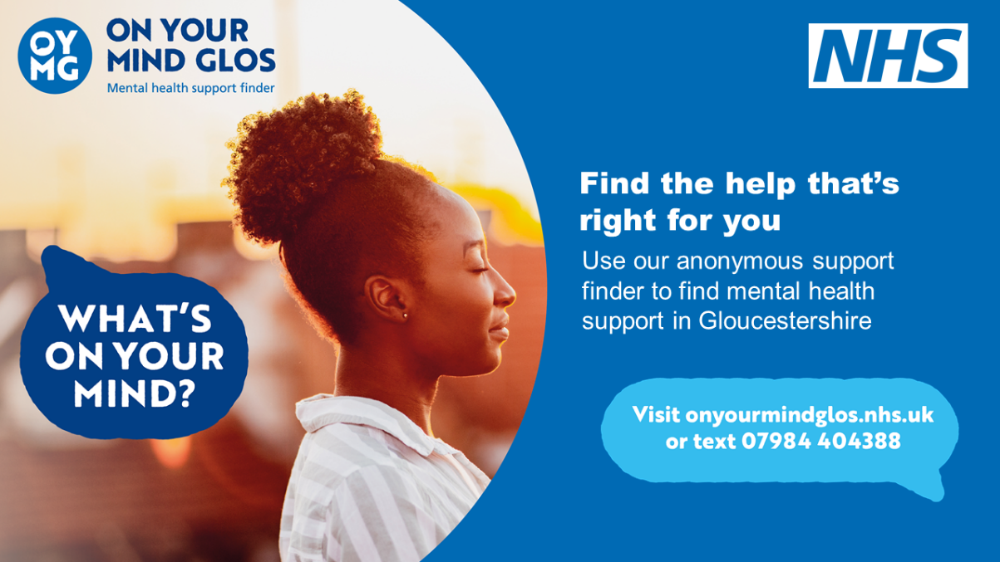 OY
MG
ON YOUR
MIND GLOS
Mental health support finder
NHS
WHAT'S
ON YOUR
MIND?
Find the help that's
right for you
Use our anonymous support
finder to find mental health
support in Gloucestershire
Visit onyourmindglos.nhs.uk
or text 07984 404388